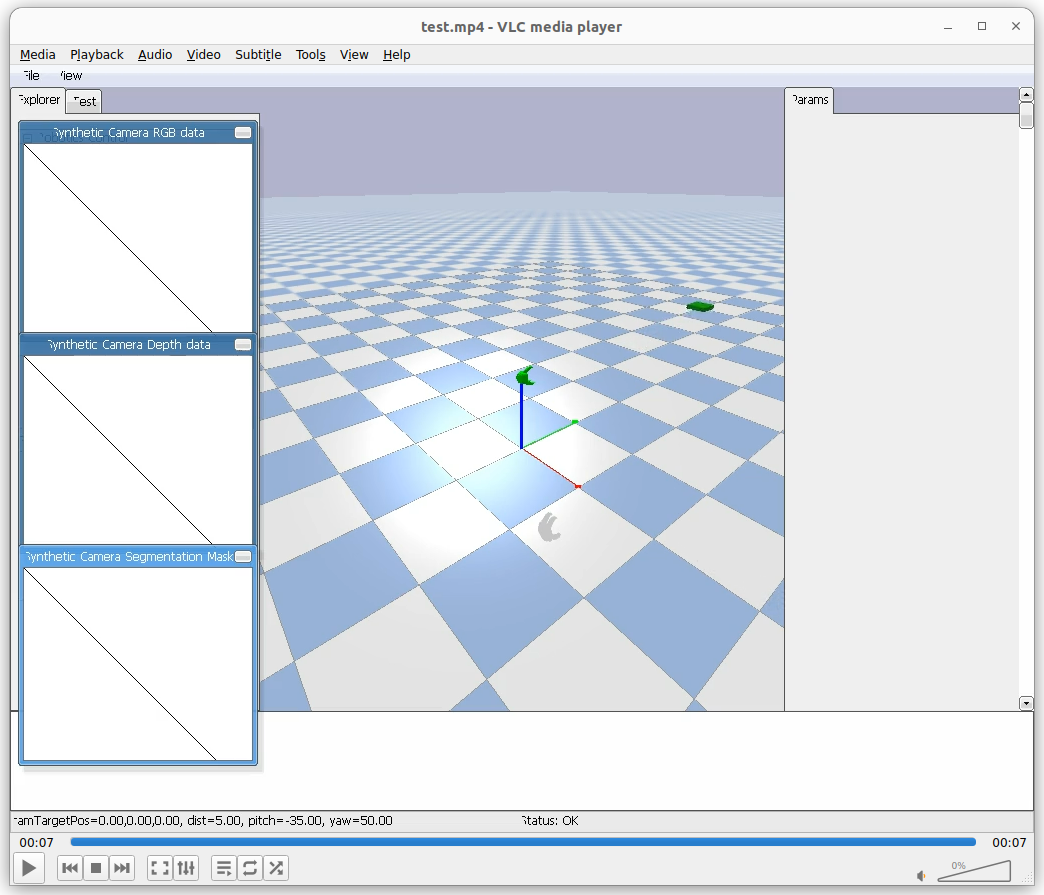 test.mp4 - VLC media player
Media Playback Audio Video Subtitle Tools View Help
File View
Explorer Test Params
Synthetic Camera RGB data
Synthetic Camera Depth data
Synthetic Camera Segmentation Mask
camTargetPos=0.00,0.00,0.00, dist=5.00, pitch=-35.00, yaw=50.00 Status: OK
00:07 00:07
0%